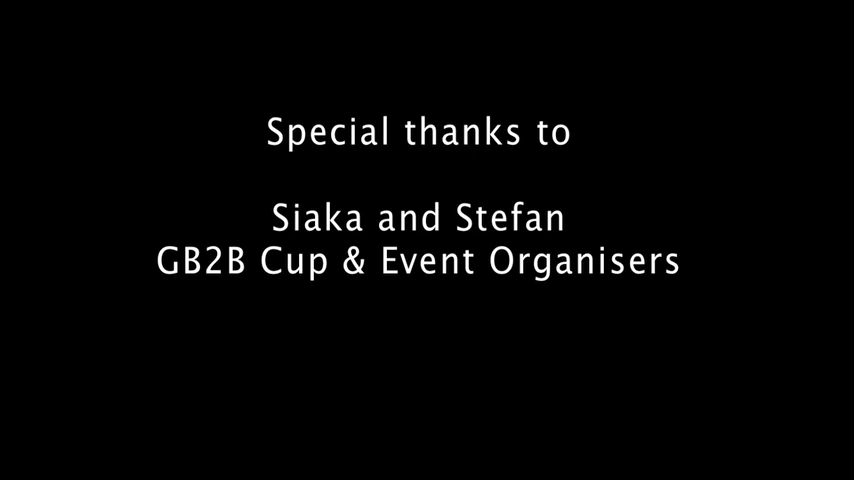 Special thanks to
Siaka and Stefan
GB2B Cup & Event Organisers